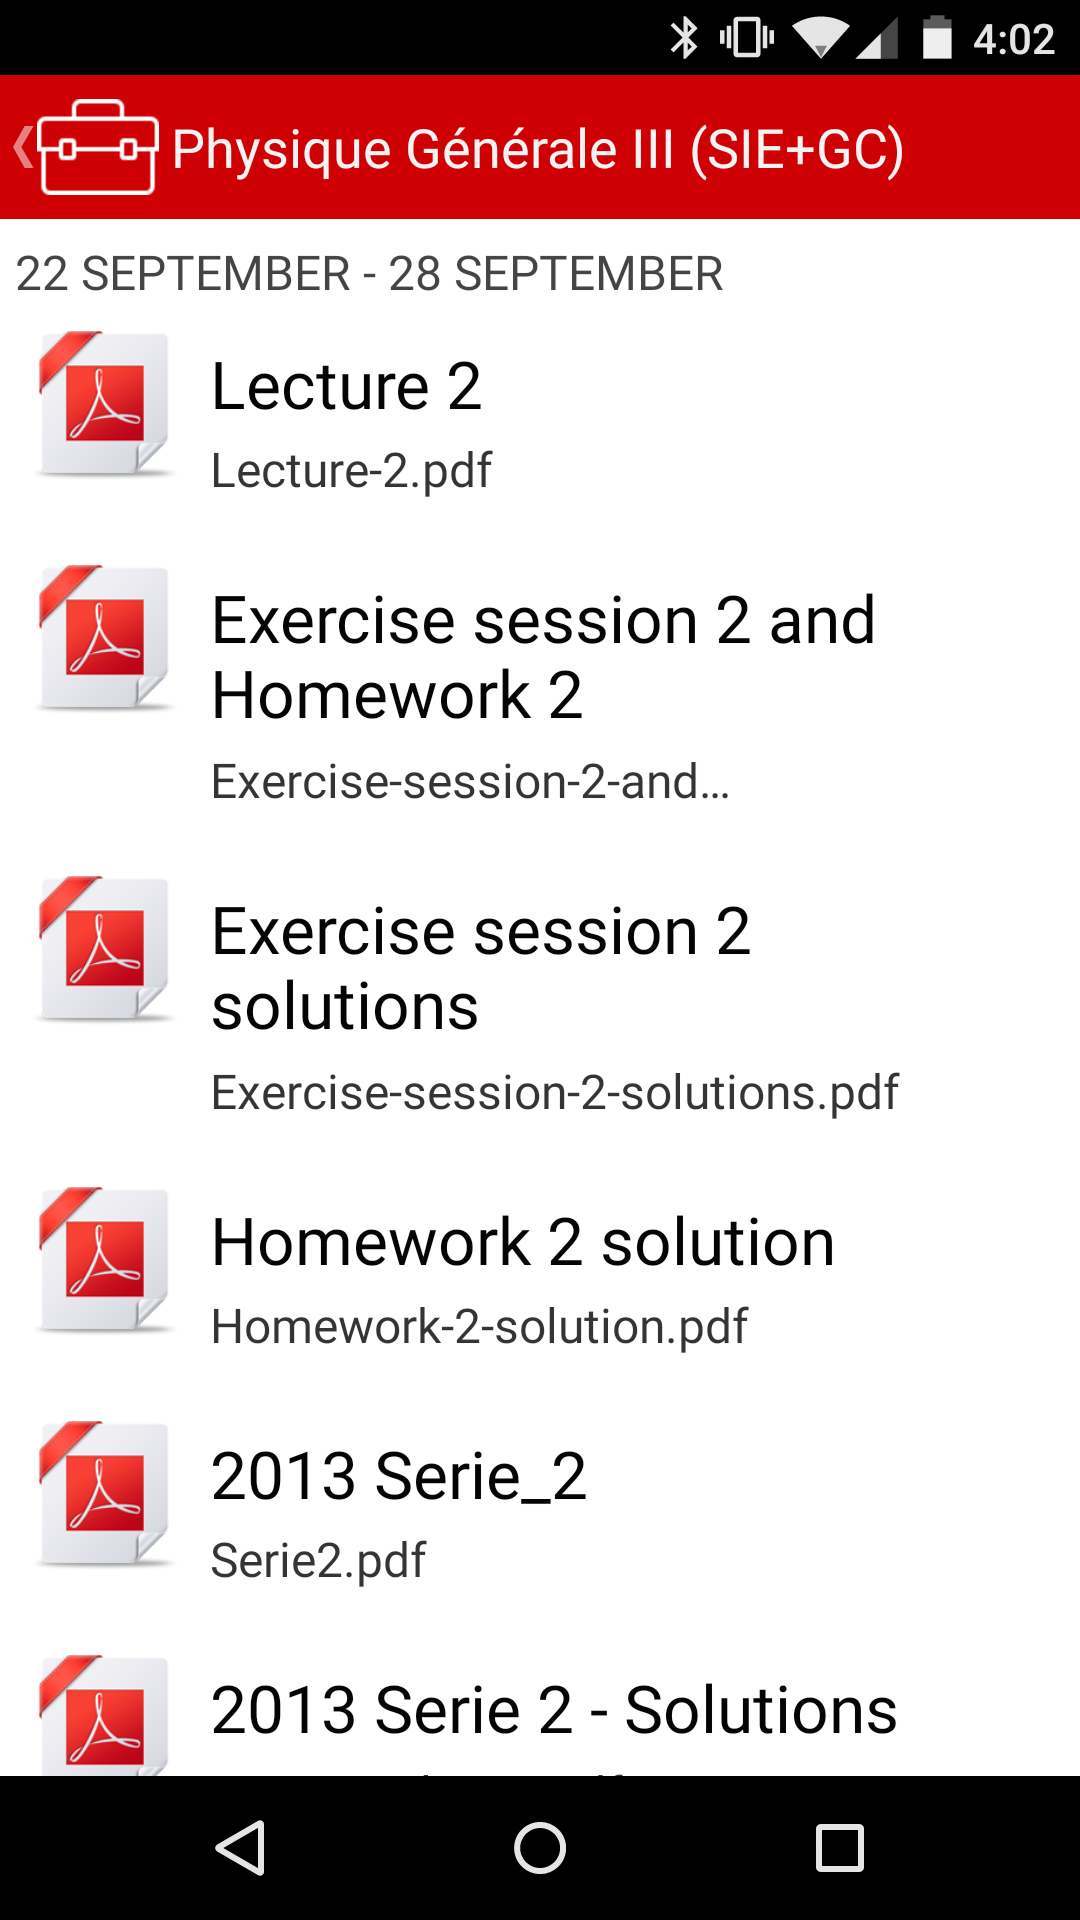 4:02
Physique Générale III (SIE+GC)
22 SEPTEMBER - 28 SEPTEMBER
Lecture 2
Lecture-2.pdf
Exercise session 2 and
Homework 2
Exercise-session-2-and…
Exercise session 2
solutions
Exercise-session-2-solutions.pdf
Homework 2 solution
Homework-2-solution.pdf
2013 Serie_2
Serie2.pdf
2013 Serie 2 - Solutions